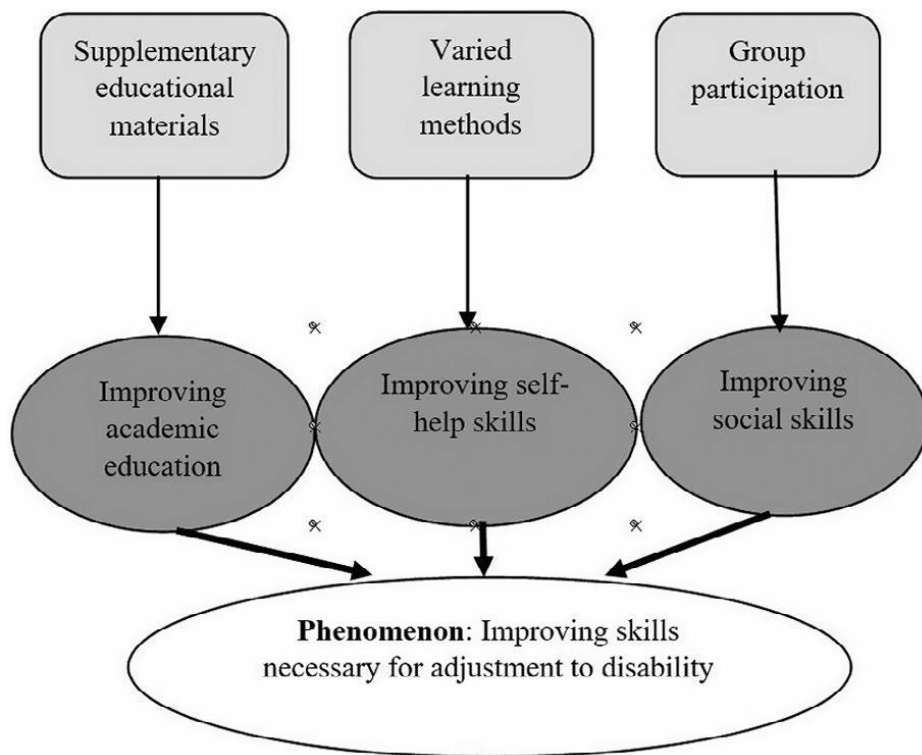 Supplementary
educational
materials
Varied
learning
methods
Group
participation
Improving
academic
education
Improving self-
help skills
Improving
social skills
Phenomenon: Improving skills
necessary for adjustment to disability